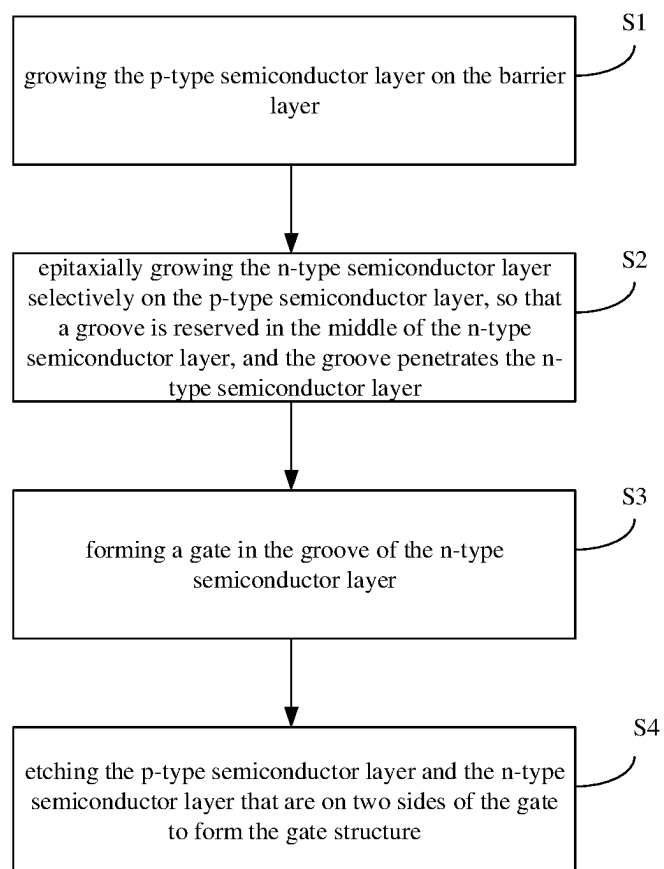 S1
growing the p-type semiconductor layer on the barrier
layer
S2
epitaxially growing the n-type semiconductor layer
selectively on the p-type semiconductor layer, so that
a groove is reserved in the middle of the n-type
semiconductor layer, and the groove penetrates the n-
type semiconductor layer
S3
forming a gate in the groove of the n-type
semiconductor layer
S4
etching the p-type semiconductor layer and the n-type
semiconductor layer that are on two sides of the gate
to form the gate structure